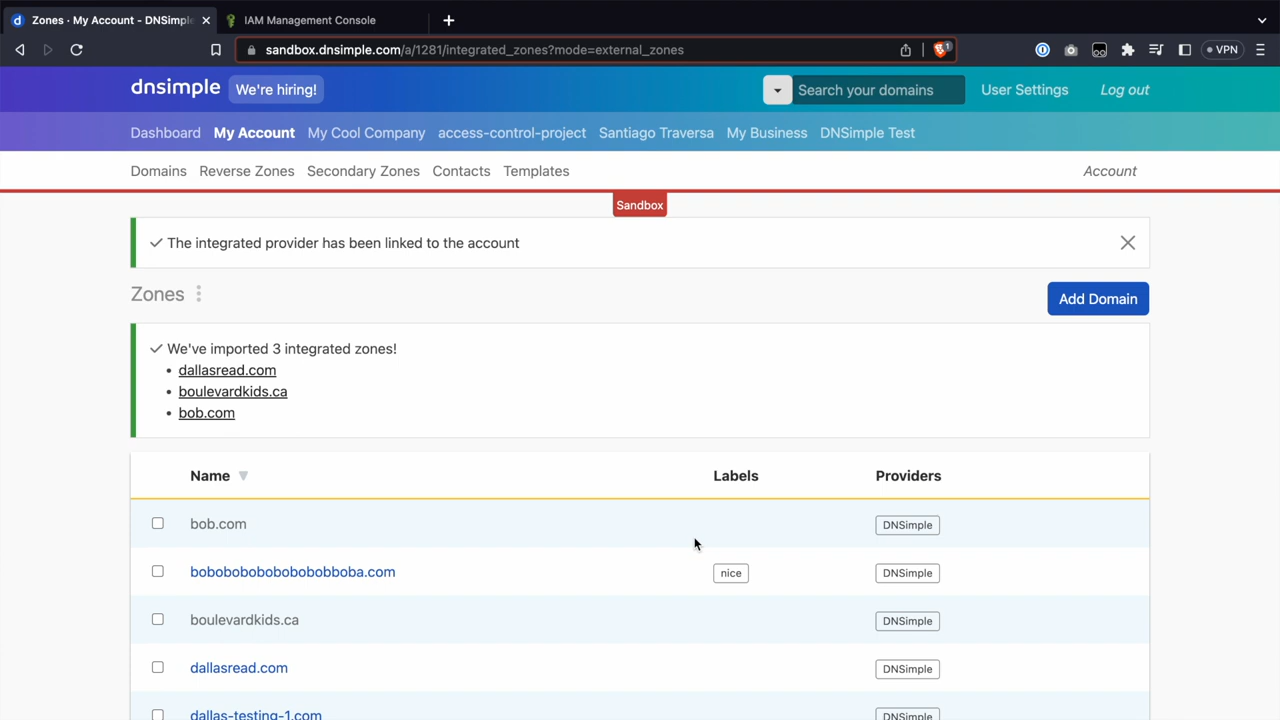 Zones · My Account - DNSimple
IAM Management Console
sandbox.dnsimple.com/a/1281/integrated_zones?mode=external_zones
1
VPN
dnsimple
We're hiring!
Search your domains
User Settings
Log out
Dashboard
My Account
My Cool Company
access-control-project
Santiago Traversa
My Business
DNSimple Test
Domains
Reverse Zones
Secondary Zones
Contacts
Templates
Account
Sandbox
The integrated provider has been linked to the account
Zones
Add Domain
We've imported 3 integrated zones!
• dallasread.com
• boulevardkids.ca
• bob.com
Name
Labels
Providers
bob.com
DNSimple
bobobobobobobobboba.com
nice
DNSimple
boulevardkids.ca
DNSimple
dallasread.com
DNSimple
dallas-testing-1.com
DNSimple